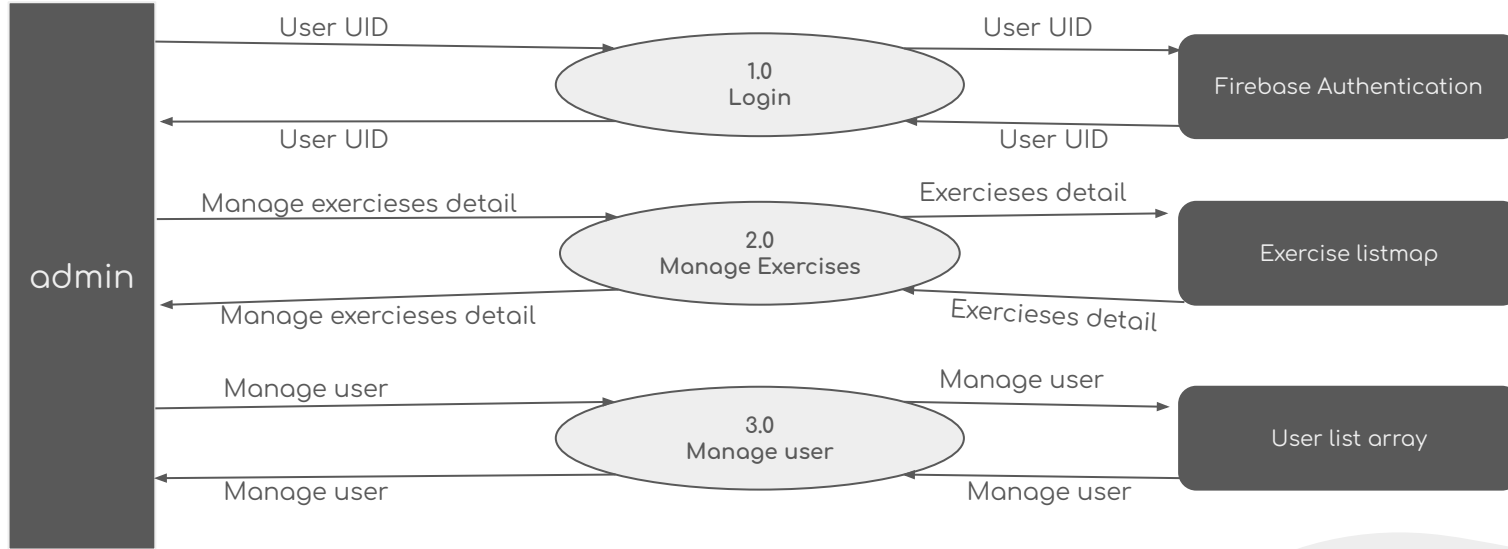 User UID
User UID
1.0
Login
Firebase Authentication
User UID
User UID
Manage exercieses detail
Exercieses detail
2.0
Manage Exercises
Exercise listmap
admin
Manage exercieses detail
Exercieses detail
Manage user
Manage user
3.0
Manage user
User list array
Manage user
Manage user